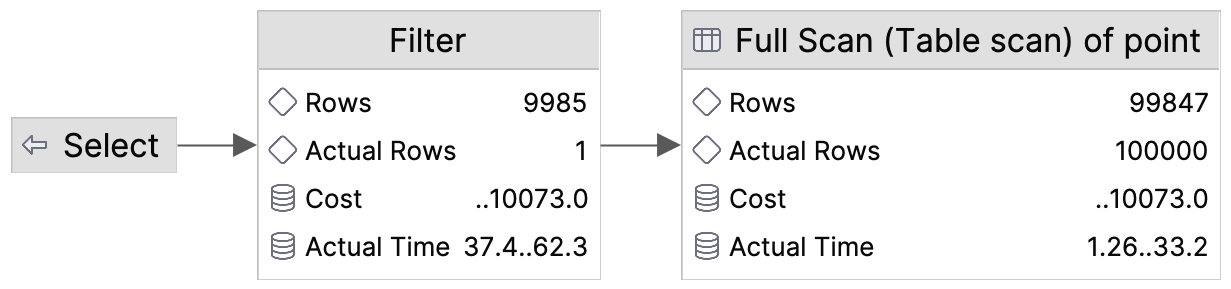 Select
Filter
Rows 9985
Actual Rows 1
Cost ..10073.0
Actual Time 37.4..62.3
Full Scan (Table scan) of point
Rows 99847
Actual Rows 100000
Cost ..10073.0
Actual Time 1.26..33.2